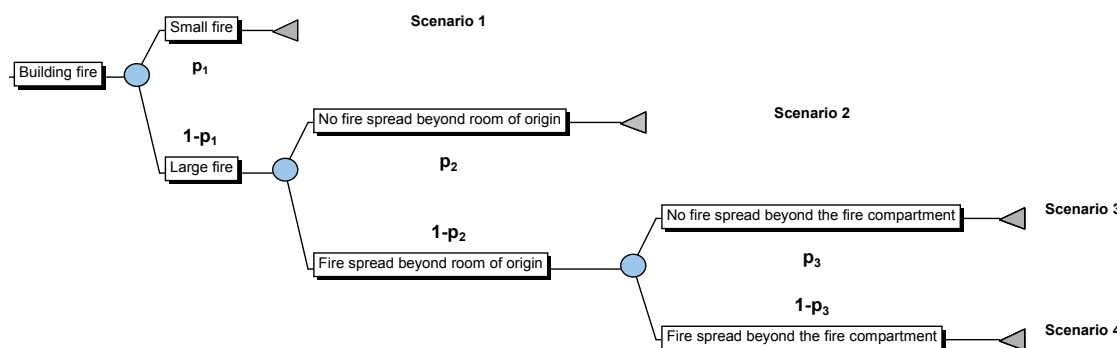 Small fire
Scenario 1
p₁
Building fire
1-p₁
Large fire
No fire spread beyond room of origin
Scenario 2
p₂
1-p₂
Fire spread beyond room of origin
No fire spread beyond the fire compartment
Scenario 3
p₃
1-p₃
Fire spread beyond the fire compartment
Scenario 4